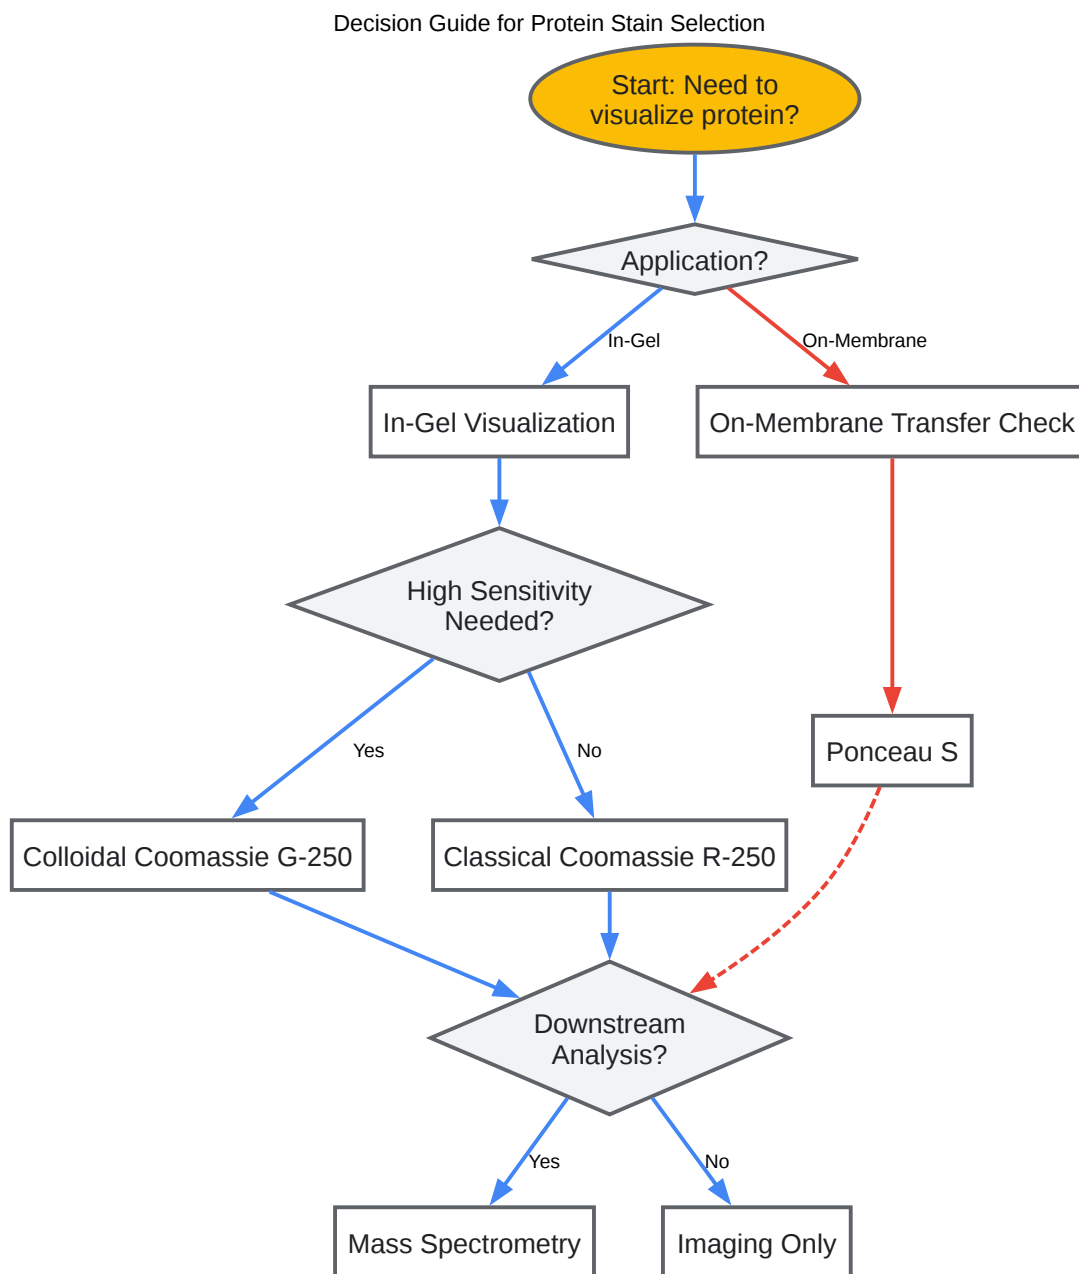 Decision Guide for Protein Stain Selection
Start: Need to
visualize protein?
Application?
In-Gel
On-Membrane
In-Gel Visualization
On-Membrane Transfer Check
High Sensitivity
Needed?
Yes
No
Ponceau S
Colloidal Coomassie G-250
Classical Coomassie R-250
Downstream
Analysis?
Yes
No
Mass Spectrometry
Imaging Only